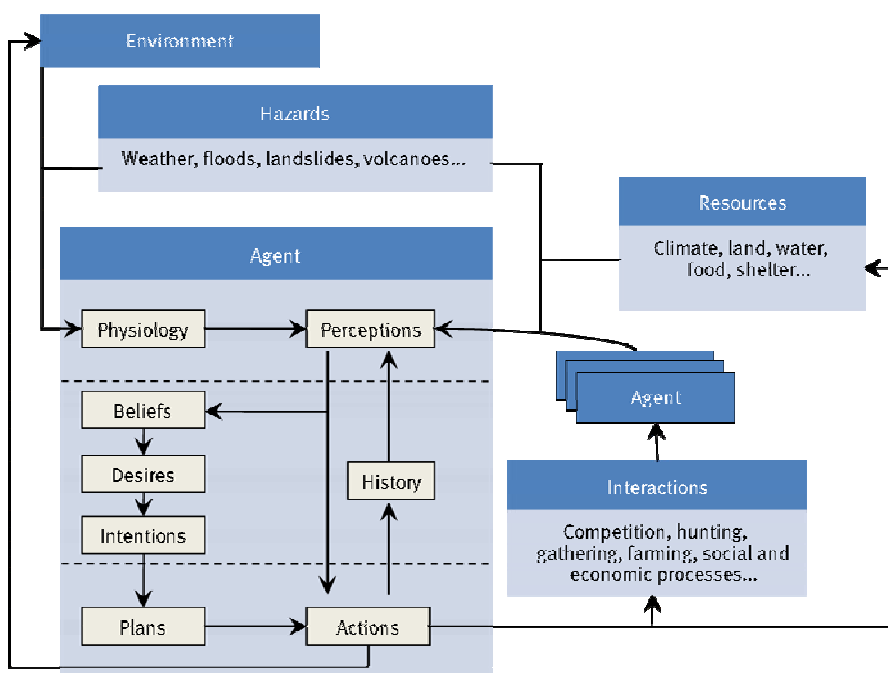 Environment
Hazards
Weather, floods, landslides, volcanoes...
Resources
Climate, land, water,
food, shelter...
Agent
Physiology
Perceptions
Beliefs
Desires
Intentions
History
Plans
Actions
Agent
Interactions
Competition, hunting,
gathering, farming, social and
economic processes...